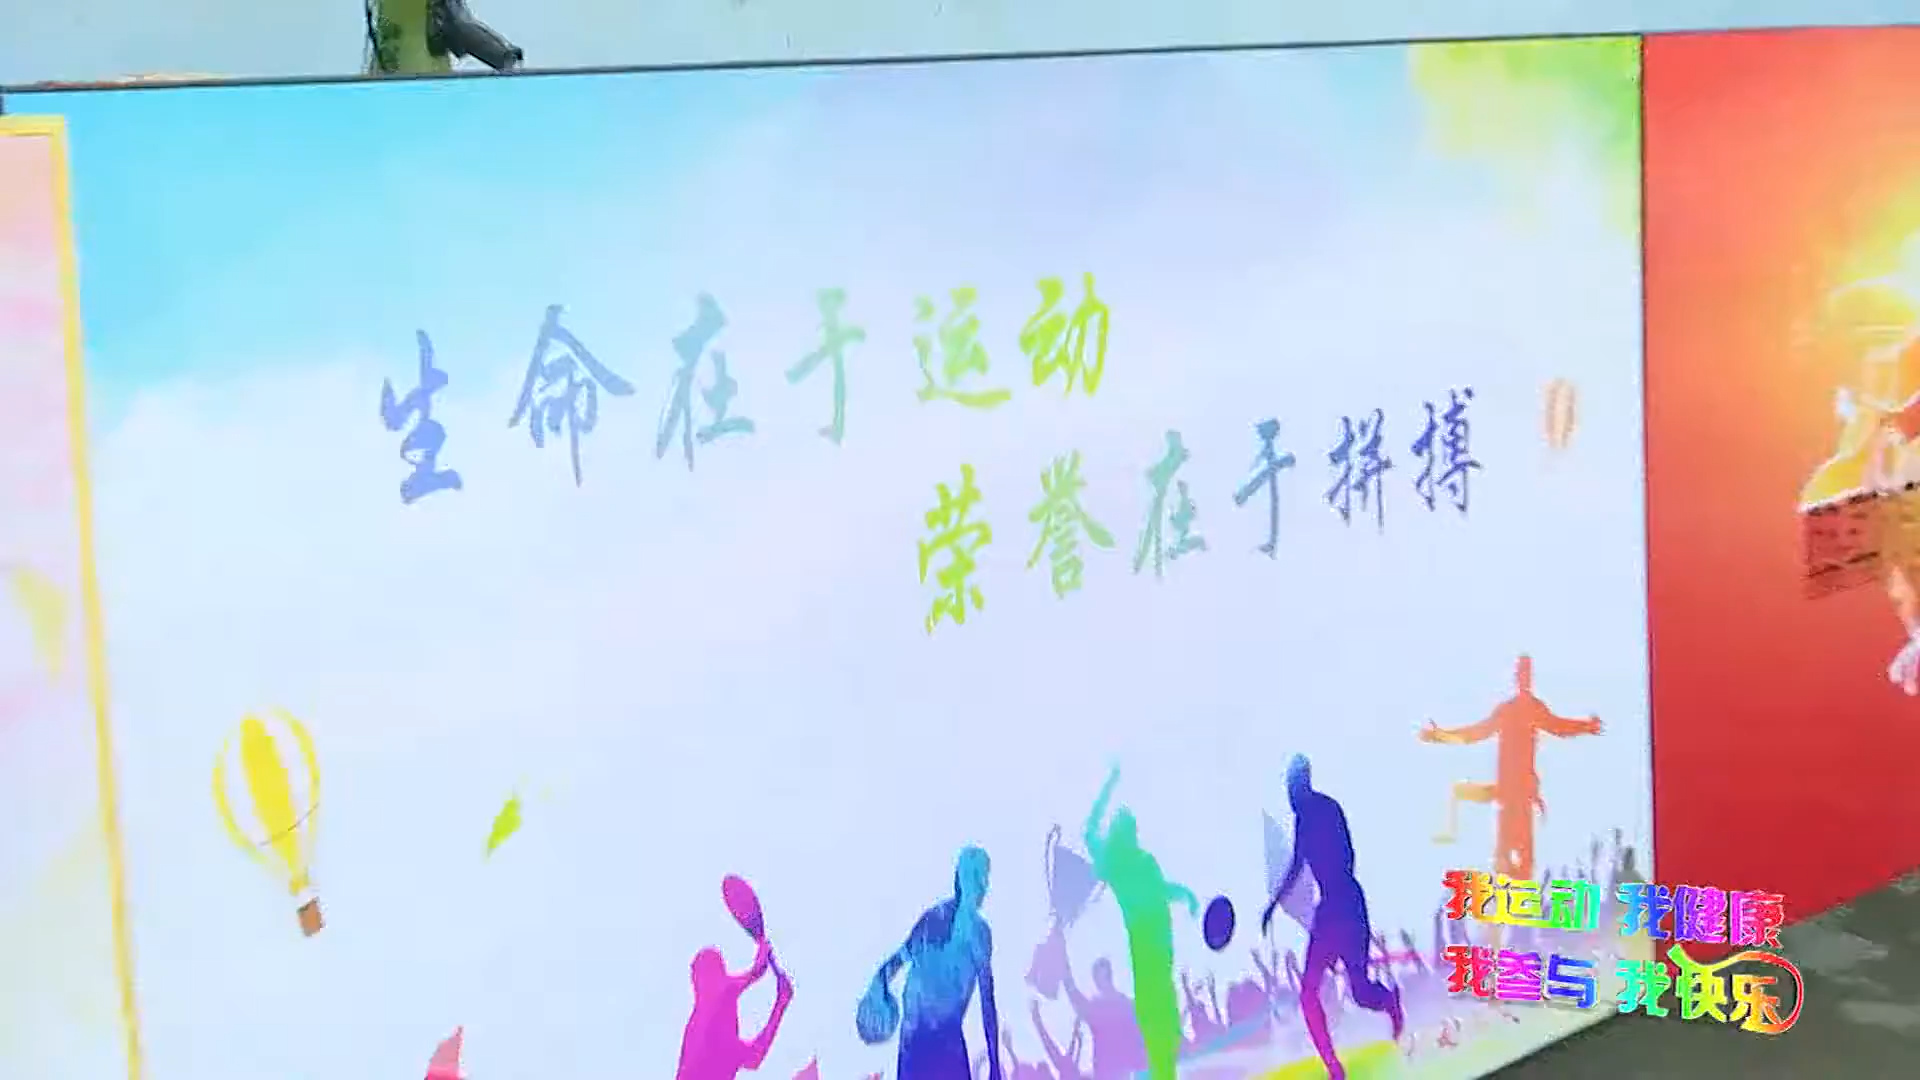 生命在于运动
荣誉在于拼搏
我运动 我健康
我参与 我快乐